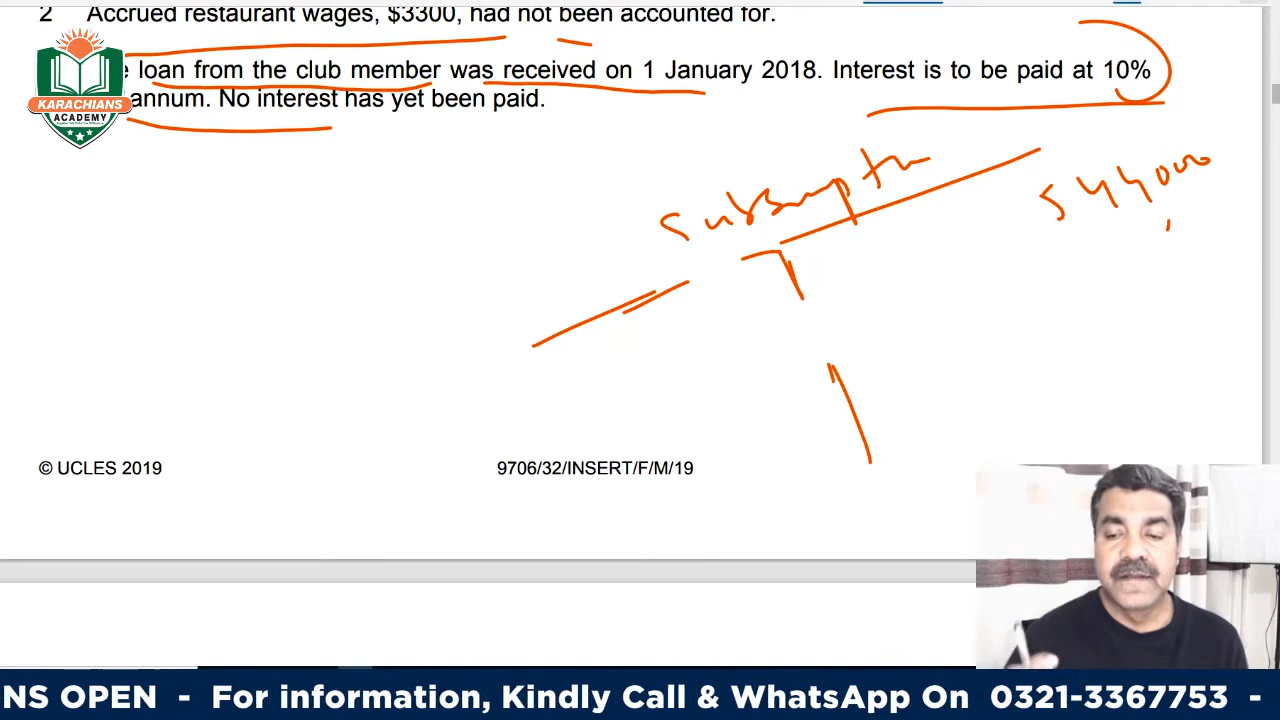 2 Accrued restaurant wages, $3300, had not been accounted for.
loan from the club member was received on 1 January 2018. Interest is to be paid at 10%
annum. No interest has yet been paid.
KARACHIANS
ACADEMY
544000
© UCLES 2019
9706/32/INSERT/F/M/19
NS OPEN - For information, Kindly Call & WhatsApp On 0321-3367753 -